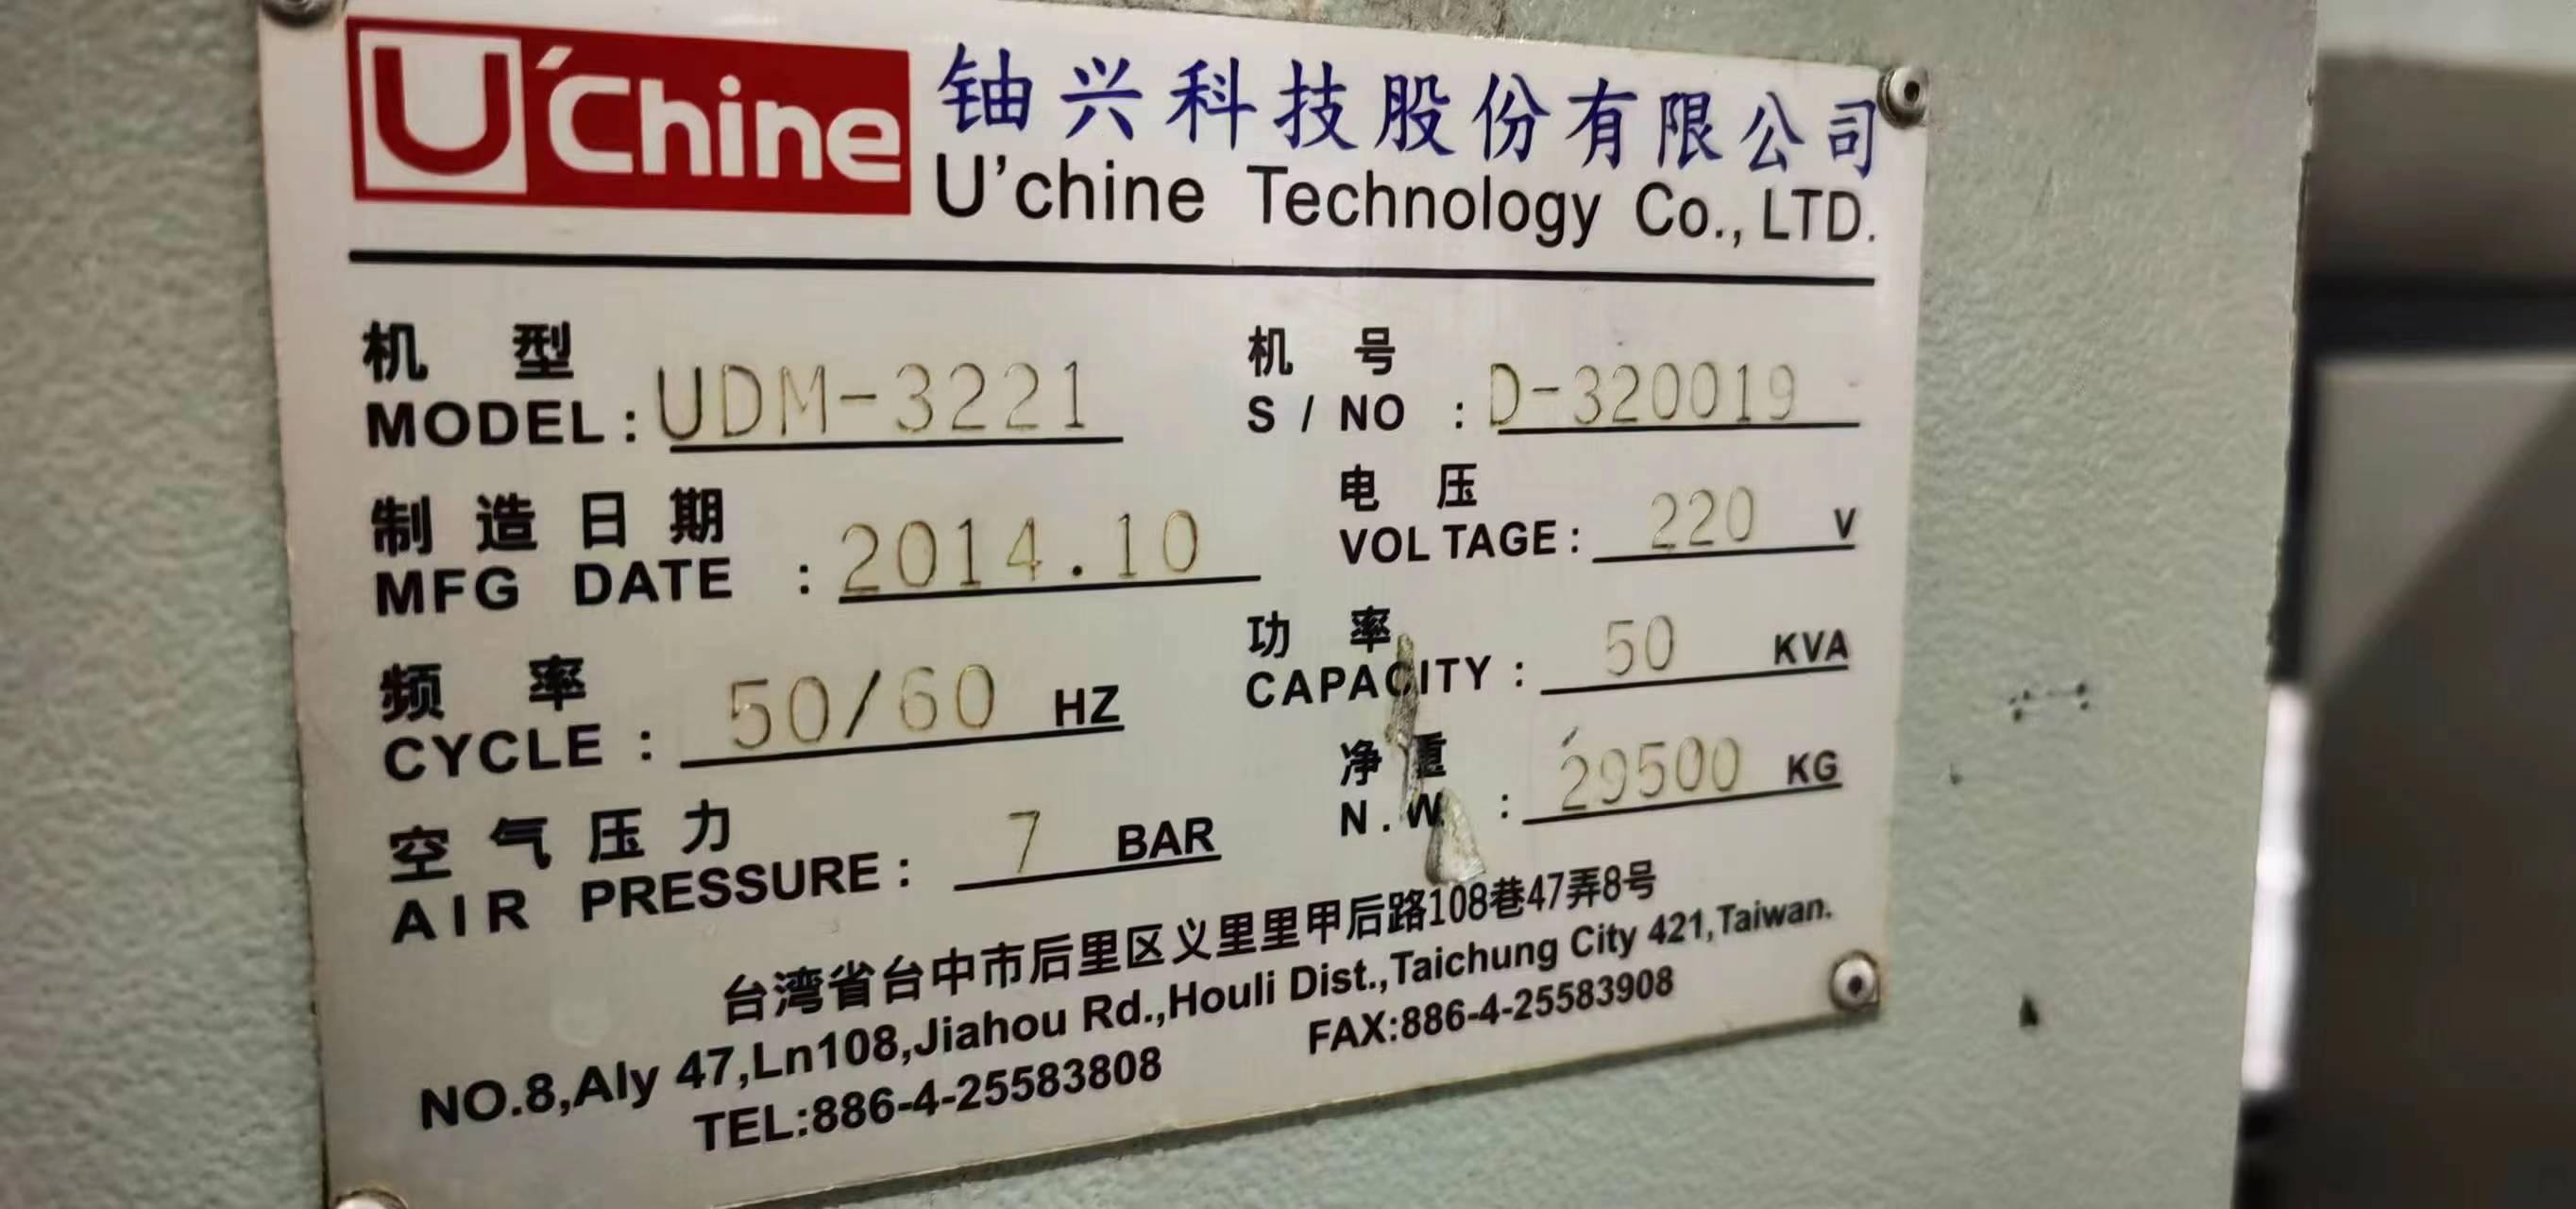 U'Chine 铀兴科技股份有限公司
U'chine Technology Co.,LTD.
机 型
MODEL: UDM-3221
机 号
S / NO : D-320019
制造日期
MFG DATE : 2014.10
电 压
VOLTAGE: 220 V
频 率
CYCLE : 50/60 HZ
功 率
CAPACITY : 50 KVA
空气压力
AIR PRESSURE: 7 BAR
净 重
N.W : 29500 KG
台湾省台中市后里区义里里甲后路108巷47弄8号
NO.8,Aly 47,Ln108,Jiahou Rd.,Houli Dist.,Taichung City 421,Taiwan.
TEL:886-4-25583808 FAX:886-4-25583908